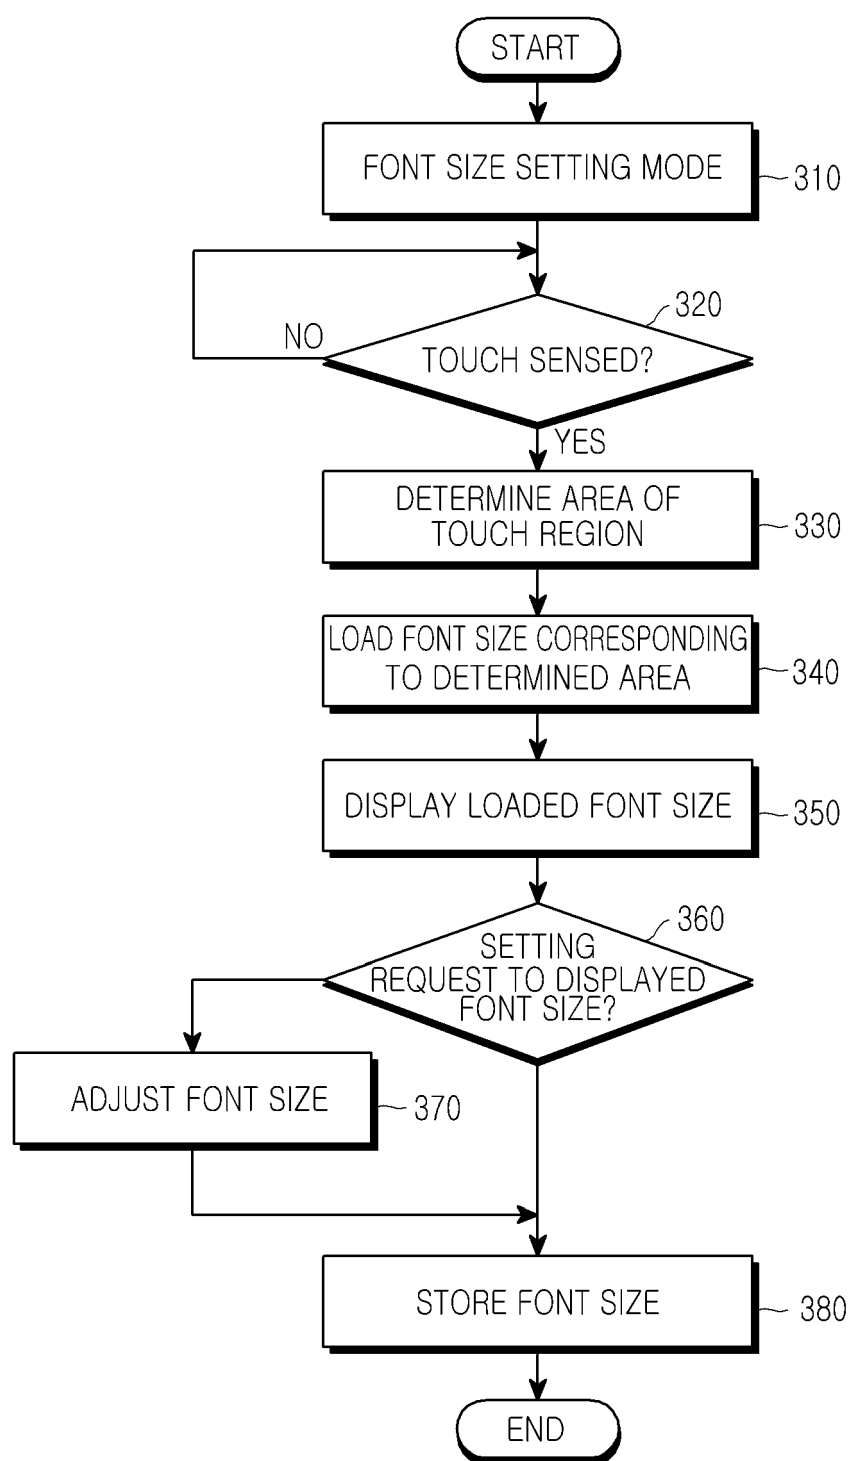 START
FONT SIZE SETTING MODE
310
320
NO
TOUCH SENSED?
YES
DETERMINE AREA OF
TOUCH REGION
330
LOAD FONT SIZE CORRESPONDING
TO DETERMINED AREA
340
DISPLAY LOADED FONT SIZE
350
360
SETTING
REQUEST TO DISPLAYED
FONT SIZE?
ADJUST FONT SIZE
370
STORE FONT SIZE
380
END